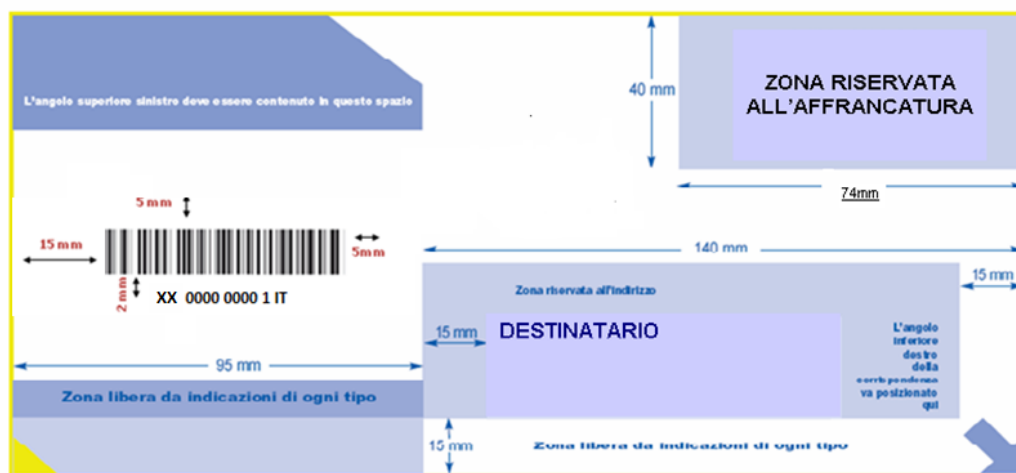 L'angolo superiore sinistro deve essere contenuto in questo spazio
40 mm
ZONA RISERVATA
ALL'AFFRANCATURA
74mm
5 mm
15 mm
5mm
2 mm
XX 0000 0000 1 IT
140 mm
15 mm
Zona riservata all'indirizzo
15 mm
DESTINATARIO
L'angolo
inferiore
destro
della
corrispondenza
va posizionato
qui
95 mm
Zona libera da indicazioni di ogni tipo
15 mm
Zona libera da indicazioni di ogni tipo